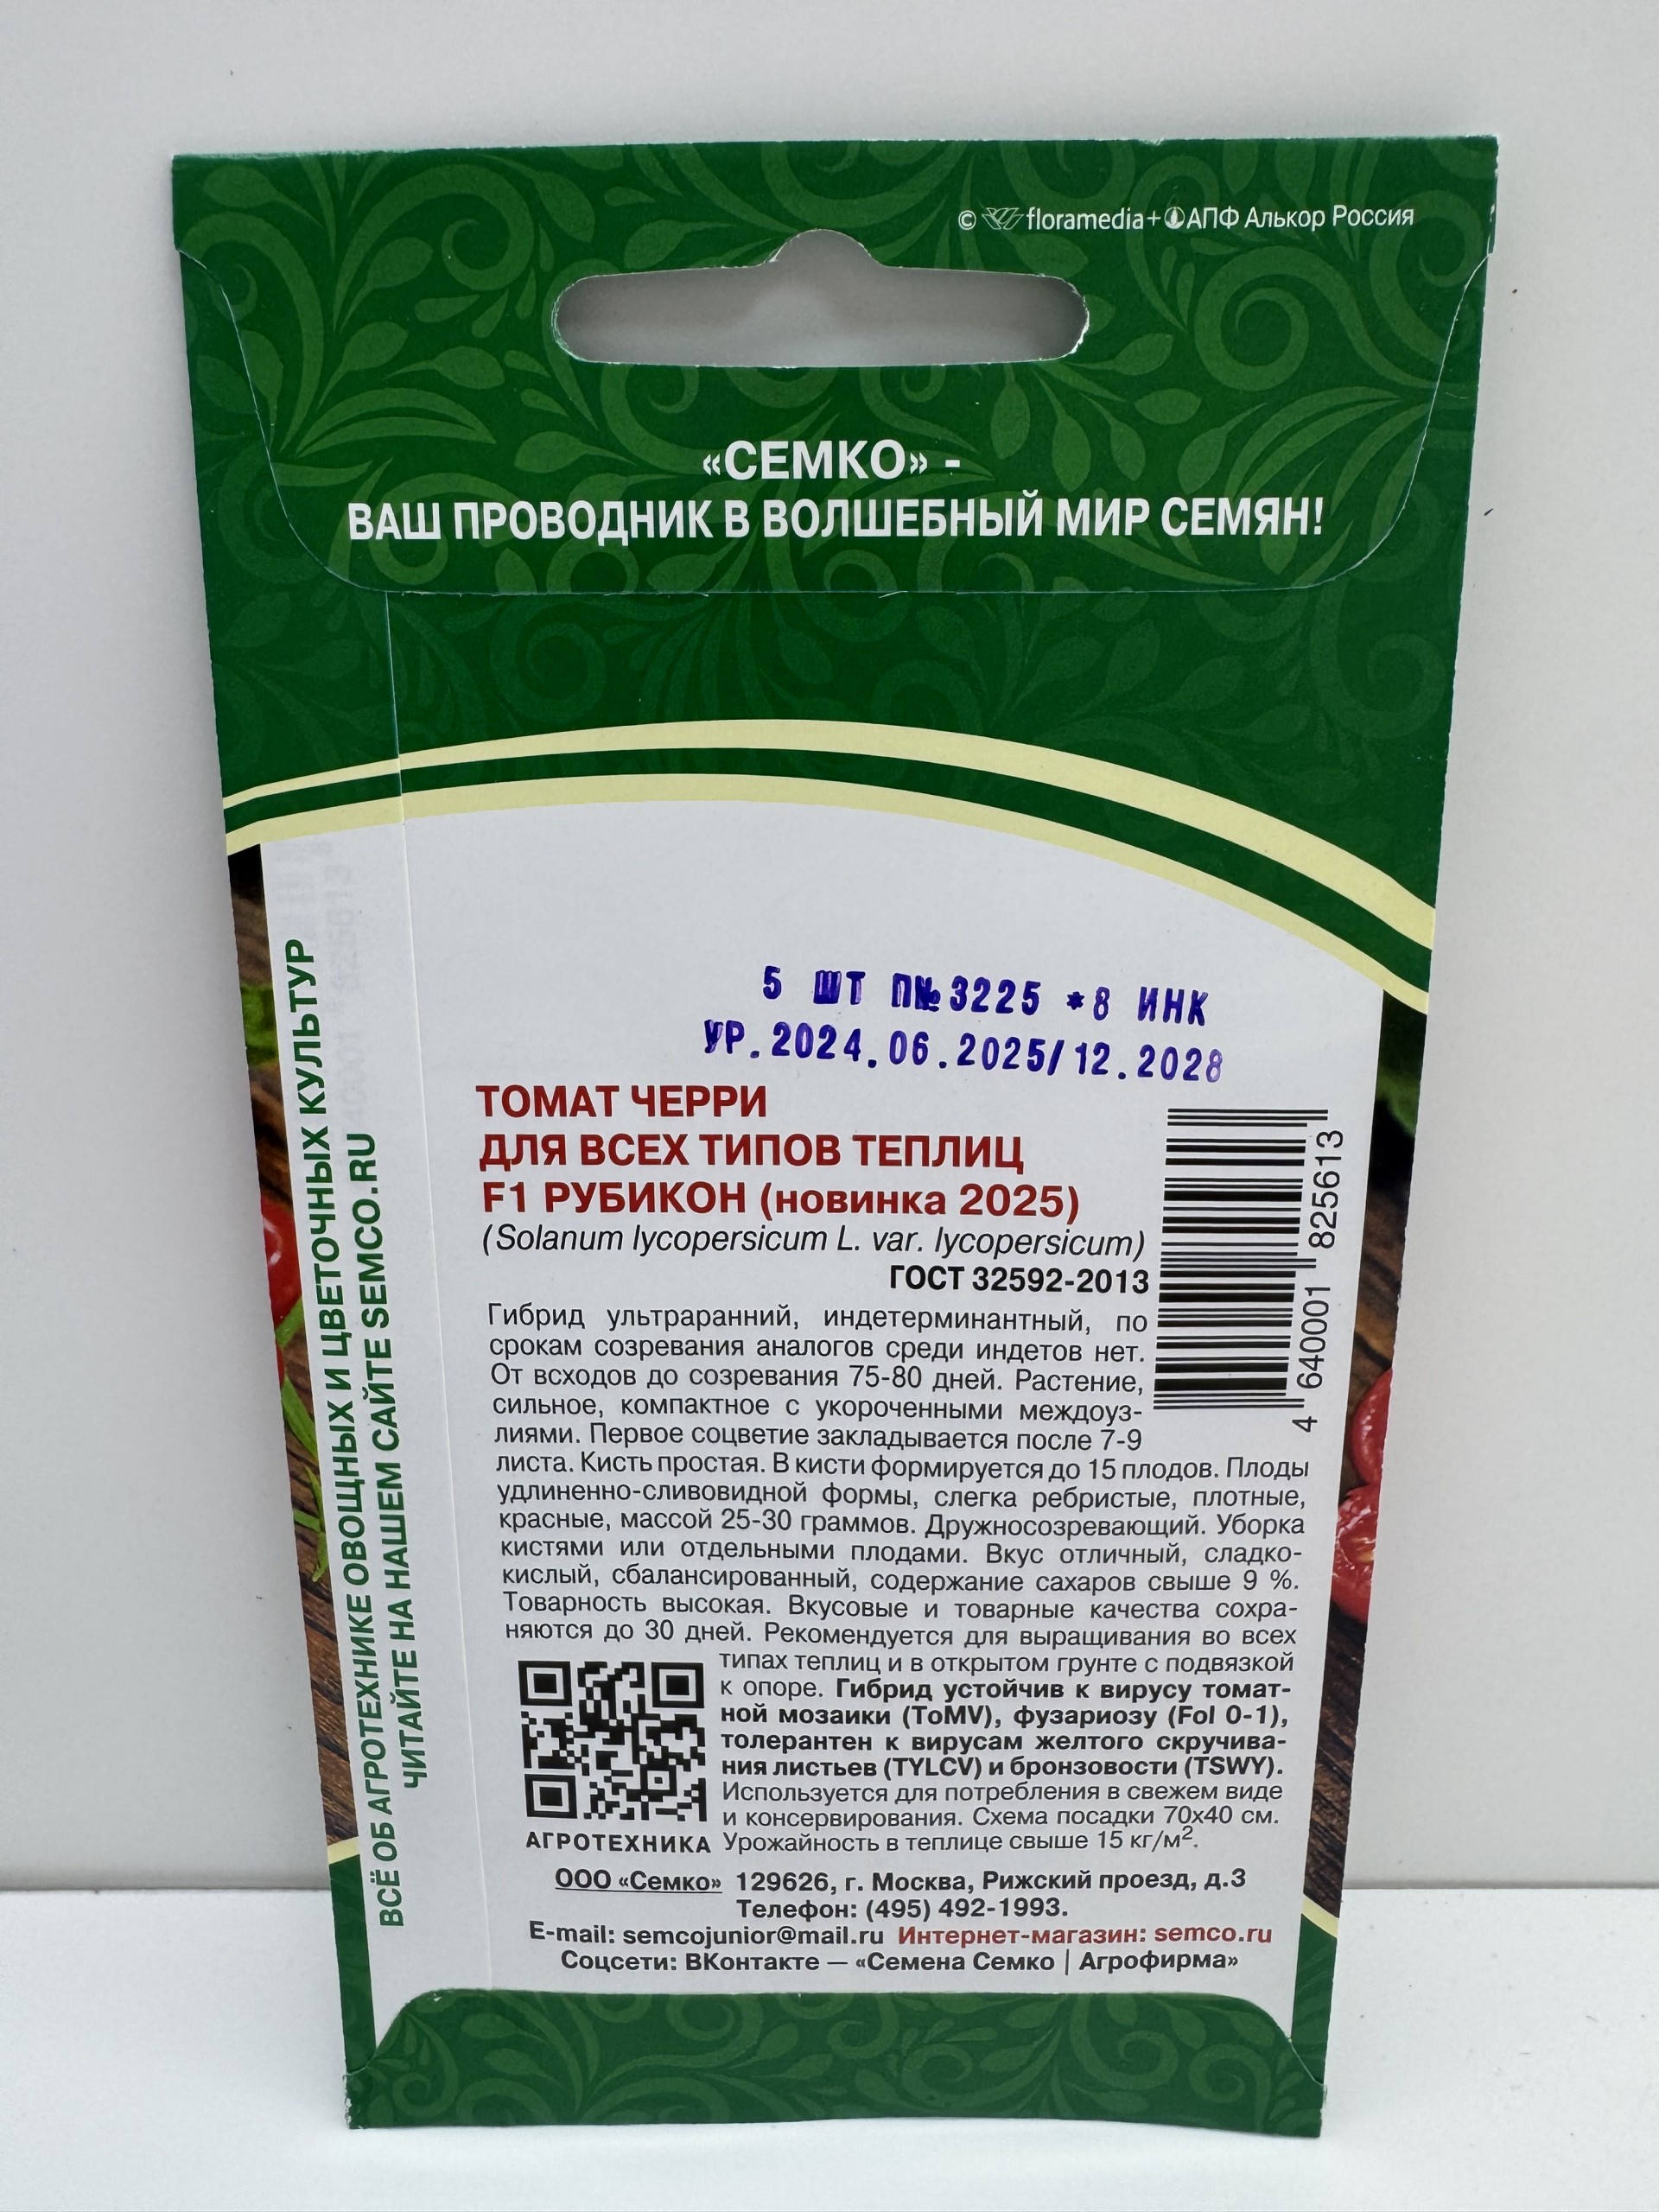 © floramedia+АПФ Алькор Россия
«СЕМКО» -
ВАШ ПРОВОДНИК В ВОЛШЕБНЫЙ МИР СЕМЯН!
5 ШТ П№3225 *8 ИНК
УР.2024.06.2025/12.2028
ТОМАТ ЧЕРРИ
ДЛЯ ВСЕХ ТИПОВ ТЕПЛИЦ
F1 РУБИКОН (новинка 2025)
(Solanum lycopersicum L. var. lycopersicum)
ГОСТ 32592-2013
Гибрид ультраранний, индетерминантный, по
срокам созревания аналогов среди индетов нет.
От всходов до созревания 75-80 дней. Растение,
сильное, компактное с укороченными междоуз-
лиями. Первое соцветие закладывается после 7-9
листа. Кисть простая. В кисти формируется до 15 плодов. Плоды
удлиненно-сливовидной формы, слегка ребристые, плотные,
красные, массой 25-30 граммов. Дружносозревающий. Уборка
кистями или отдельными плодами. Вкус отличный, сладко-
кислый, сбалансированный, содержание сахаров свыше 9 %.
Товарность высокая. Вкусовые и товарные качества сохра-
няются до 30 дней. Рекомендуется для выращивания во всех
типах теплиц и в открытом грунте с подвязкой
к опоре. Гибрид устойчив к вирусу томат-
ной мозаики (ToMV), фузариозу (Fol 0-1),
толерантен к вирусам желтого скручива-
ния листьев (TYLCV) и бронзовости (TSWY).
Используется для потребления в свежем виде
и консервирования. Схема посадки 70х40 см.
Урожайность в теплице свыше 15 кг/м².
АГРОТЕХНИКА
4 640001 825613
ООО «Семко» 129626, г. Москва, Рижский проезд, д.3
Телефон: (495) 492-1993.
E-mail: semcojunior@mail.ru Интернет-магазин: semco.ru
Соцсети: ВКонтакте — «Семена Семко | Агрофирма»
ВСЁ ОБ АГРОТЕХНИКЕ ОВОЩНЫХ И ЦВЕТОЧНЫХ КУЛЬТУР
ЧИТАЙТЕ НА НАШЕМ САЙТЕ SEMCO.RU